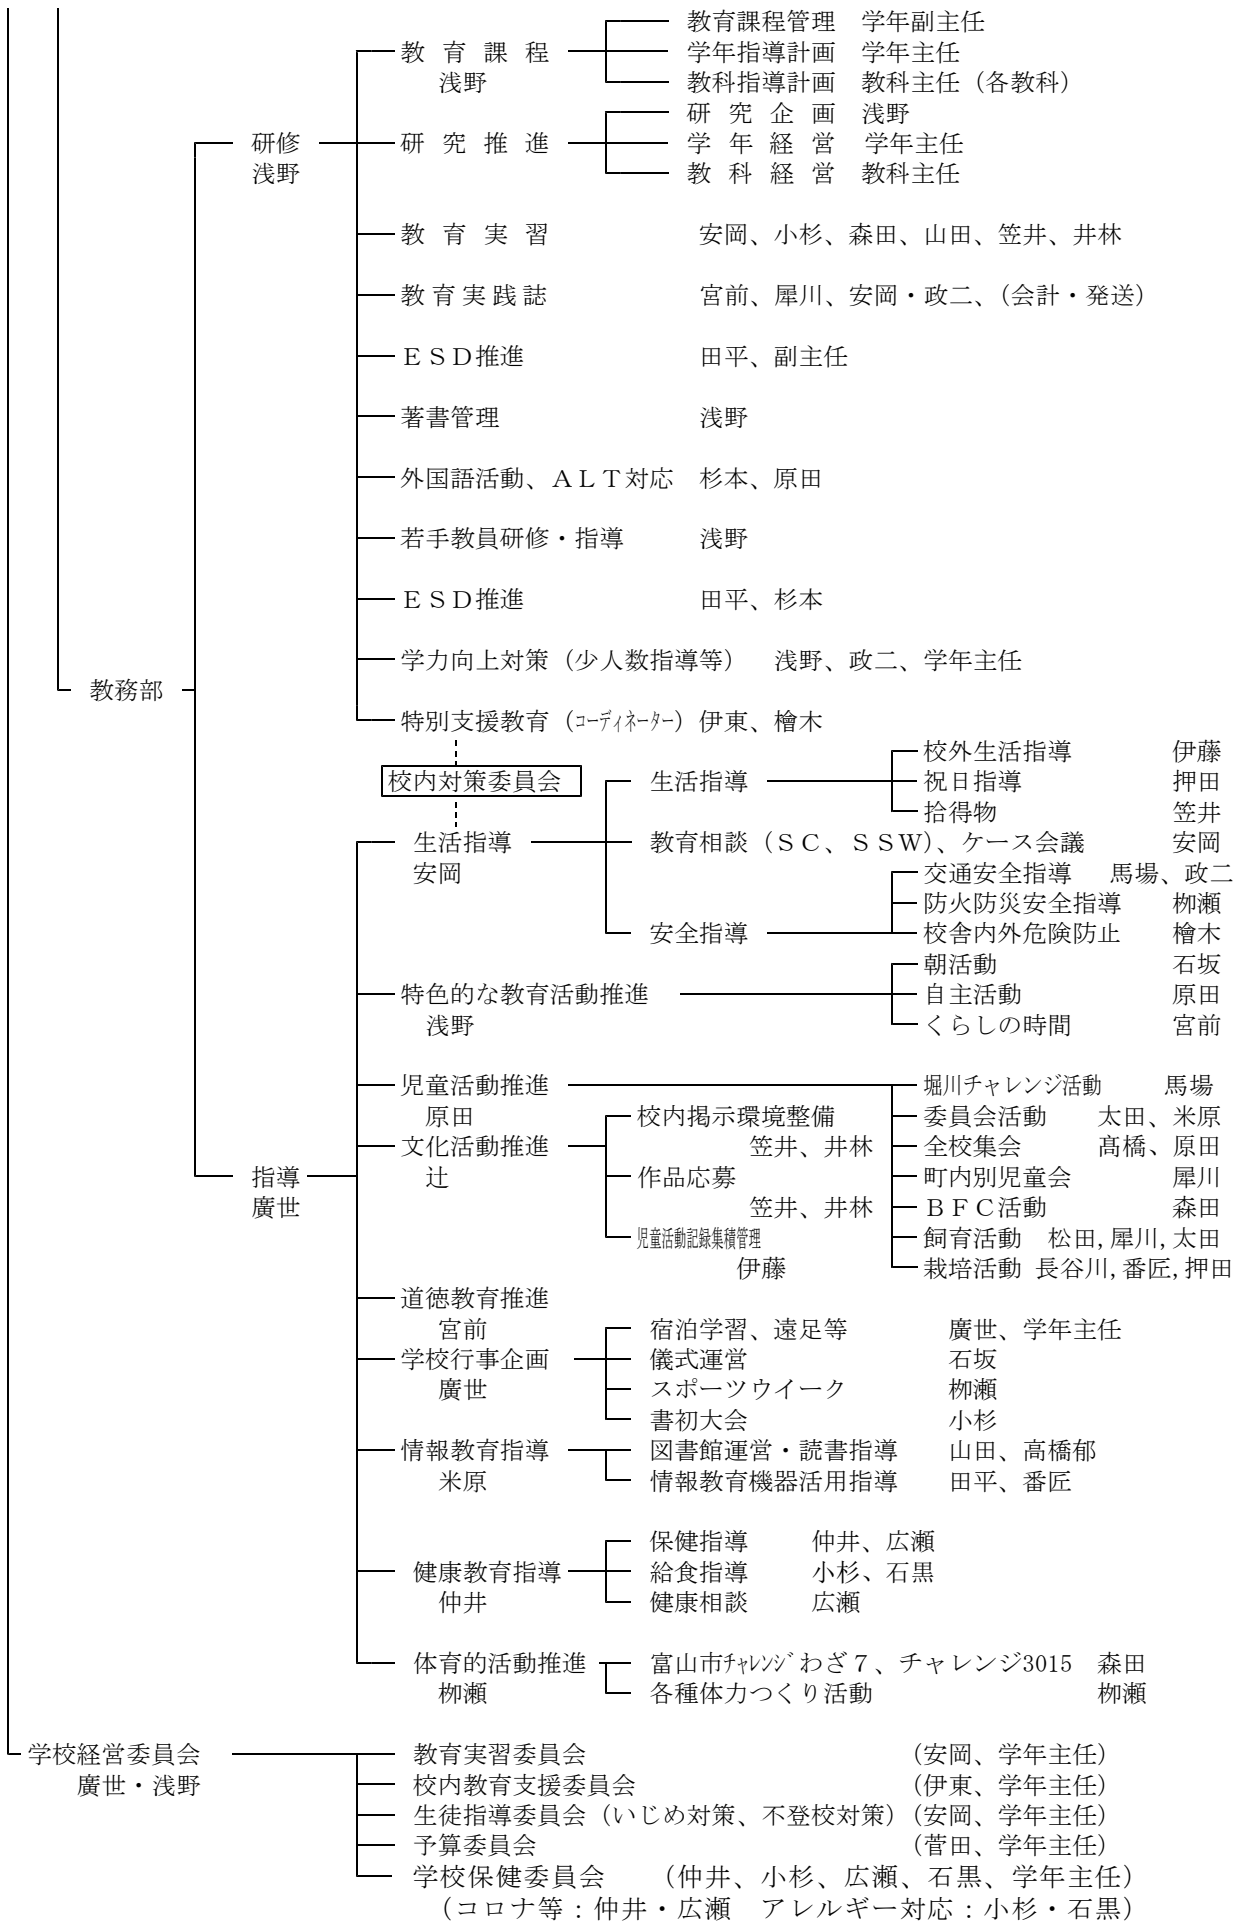 教育課程管理　学年副主任
教 育 課 程　学年指導計画　学年主任
浅野　教科指導計画　教科主任（各教科）
研 究 企 画　浅野
研修　研 究 推 進　学 年 経 営　学年主任
浅野　教 科 経 営　教科主任
教 育 実 習　安岡、小杉、森田、山田、笠井、井林
教育実践誌　宮前、犀川、安岡・政二、（会計・発送）
ＥＳＤ推進　田平、副主任
著書管理　浅野
外国語活動、ＡＬＴ対応　杉本、原田
若手教員研修・指導　浅野
ＥＳＤ推進　田平、杉本
学力向上対策（少人数指導等）　浅野、政二、学年主任
教務部
特別支援教育（ｺｰﾃﾞｨﾈｰﾀｰ）伊東、檜木
校外生活指導　伊藤
校内対策委員会　生活指導　祝日指導　押田
拾得物　笠井
生活指導　教育相談（ＳＣ、ＳＳＷ）、ケース会議　安岡
安岡　交通安全指導　馬場、政二
防火防災安全指導　栁瀬
安全指導　校舎内外危険防止　檜木
朝活動　石坂
特色的な教育活動推進　自主活動　原田
浅野　くらしの時間　宮前
児童活動推進　堀川チャレンジ活動　馬場
原田　校内掲示環境整備　委員会活動　太田、米原
文化活動推進　笠井、井林　全校集会　髙橋、原田
指導　辻　作品応募　町内別児童会　犀川
廣世　笠井、井林　ＢＦＣ活動　森田
児童活動記録集積管理　飼育活動　松田,犀川,太田
伊藤　栽培活動 長谷川,番匠,押田
道徳教育推進
宮前　宿泊学習、遠足等　廣世、学年主任
学校行事企画　儀式運営　石坂
廣世　スポーツウイーク　栁瀬
書初大会　小杉
情報教育指導　図書館運営・読書指導　山田、高橋郁
米原　情報教育機器活用指導　田平、番匠
保健指導　仲井、広瀬
健康教育指導　給食指導　小杉、石黒
仲井　健康相談　広瀬
体育的活動推進　富山市ﾁｬﾚﾝｼﾞわざ７、チャレンジ3015　森田
栁瀬　各種体力つくり活動　栁瀬
学校経営委員会　教育実習委員会　（安岡、学年主任）
廣世・浅野　校内教育支援委員会　（伊東、学年主任）
生徒指導委員会（いじめ対策、不登校対策）（安岡、学年主任）
予算委員会　（菅田、学年主任）
学校保健委員会　（仲井、小杉、広瀬、石黒、学年主任）
（コロナ等：仲井・広瀬　アレルギー対応：小杉・石黒）